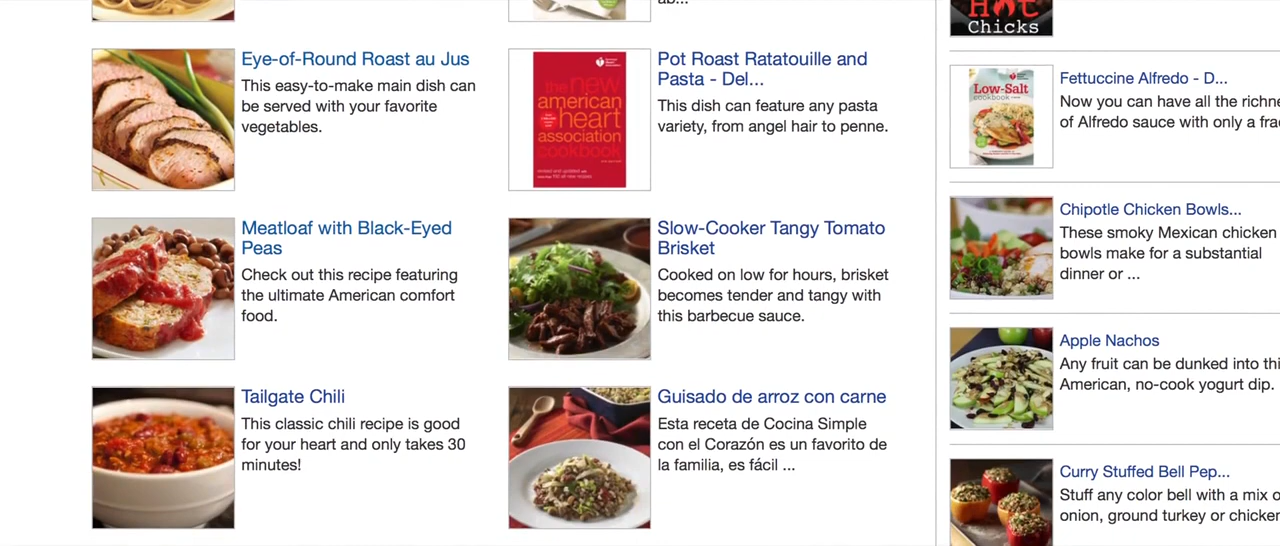 ab...
Eye-of-Round Roast au Jus
This easy-to-make main dish can
be served with your favorite
vegetables.
the new
american
heart
association
cookbook
Pot Roast Ratatouille and
Pasta - Del...
This dish can feature any pasta
variety, from angel hair to penne.
Meatloaf with Black-Eyed
Peas
Check out this recipe featuring
the ultimate American comfort
food.
Slow-Cooker Tangy Tomato
Brisket
Cooked on low for hours, brisket
becomes tender and tangy with
this barbecue sauce.
Tailgate Chili
This classic chili recipe is good
for your heart and only takes 30
minutes!
Guisado de arroz con carne
Esta receta de Cocina Simple
con el Corazón es un favorito de
la familia, es fácil ...
Hot
Chicks
Low-Salt
cookbook
Fettuccine Alfredo - D...
Now you can have all the richne
of Alfredo sauce with only a fra
Chipotle Chicken Bowls...
These smoky Mexican chicken
bowls make for a substantial
dinner or ...
Apple Nachos
Any fruit can be dunked into thi
American, no-cook yogurt dip.
Curry Stuffed Bell Pep...
Stuff any color bell with a mix o
onion, ground turkey or chicken